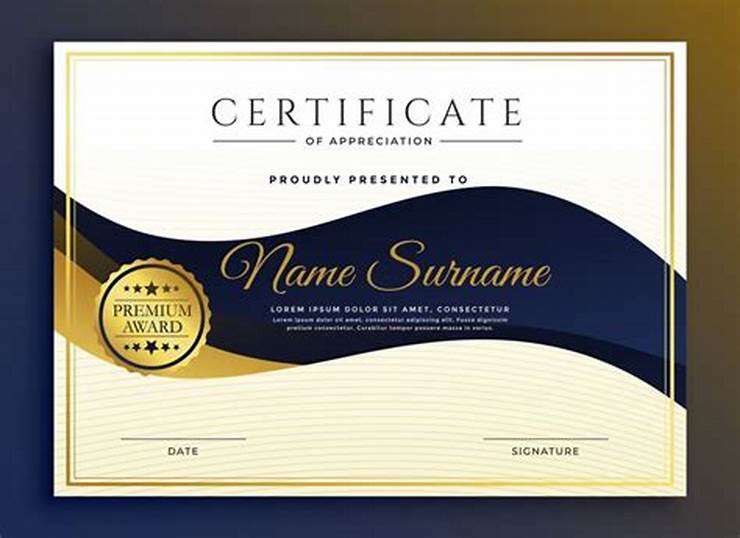 CERTIFICATE
OF APPRECIATION
PROUDLY PRESENTED TO
Name Surname
LOREM IPSUM DOLOR SIT AMET, CONSECTETUR
Lorem ipsum dolor sit amet, consectetur adipiscing elit. Fusce dignissim
pretium consectetur. Curabitur tempor posuere massa in varius.
PREMIUM
AWARD
DATE
SIGNATURE